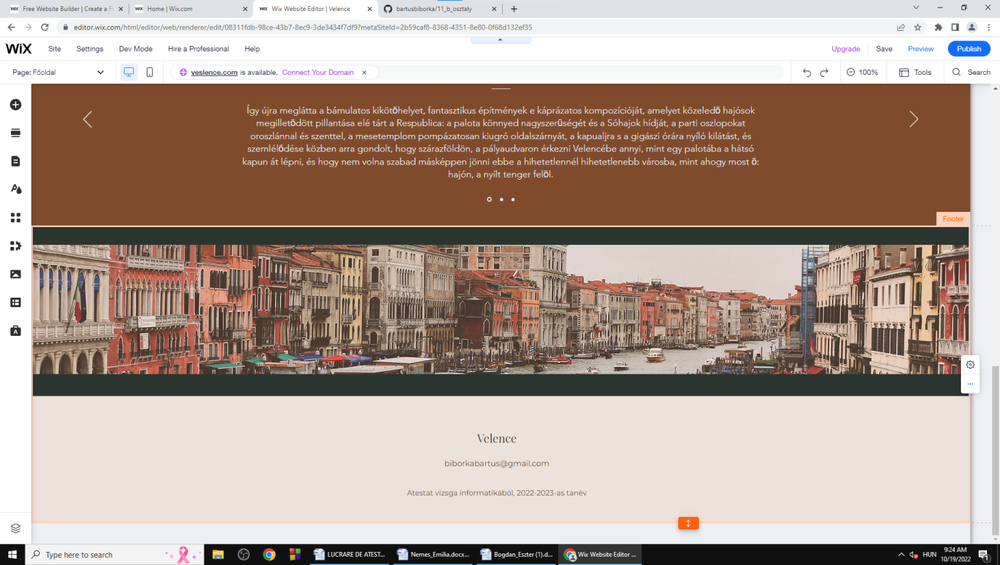 Free Website Builder | Create a Fr
Home | Wix.com
Wix Website Editor | Velence
bartusbiborka/11_b_osztaly
editor.wix.com/html/editor/web/renderer/edit/08311fdb-98ce-43b7-8ec9-3de3434f7df9?metaSiteId=2b59caf8-8368-4351-8e80-0f68d132ef35
WIX Site Settings Dev Mode Hire a Professional Help Upgrade Save Preview Publish
Page: Főoldal veslence.com is available. Connect Your Domain 100% Tools Search
Így újra meglátta a bámulatos kikötőhelyet, fantasztikus építmények e káprázatos kompozícióját, amelyet közeledő hajósok
megilletődött pillantása elé tárt a Respublica: a palota könnyed nagyszerűségét és a Sóhajok hídját, a parti oszlopokat
oroszlánnal és szenttel, a mesetemplom pompázatosan kiugró oldalszárnyát, a kapualjra s a gigászi órára nyíló kilátást, és
szemlélődése közben arra gondolt, hogy szárazföldön, a pályaudvaron érkezni Velencébe annyi, mint egy palotába a hátsó
kapun át lépni, és hogy nem volna szabad másképpen jönni ebbe a hihetetlennél hihetetlenebb városba, mint ahogy most ő:
hajón, a nyílt tenger felől.
Footer
Velence
biborkabartus@gmail.com
Atestat vizsga informatikából, 2022-2023-as tanév
Type here to search
LUCRARE DE ATEST...
Nemes_Emilia.docx...
Bogdan_Eszter (1).d...
Wix Website Editor ...
HUN
9:24 AM
10/19/2022
1